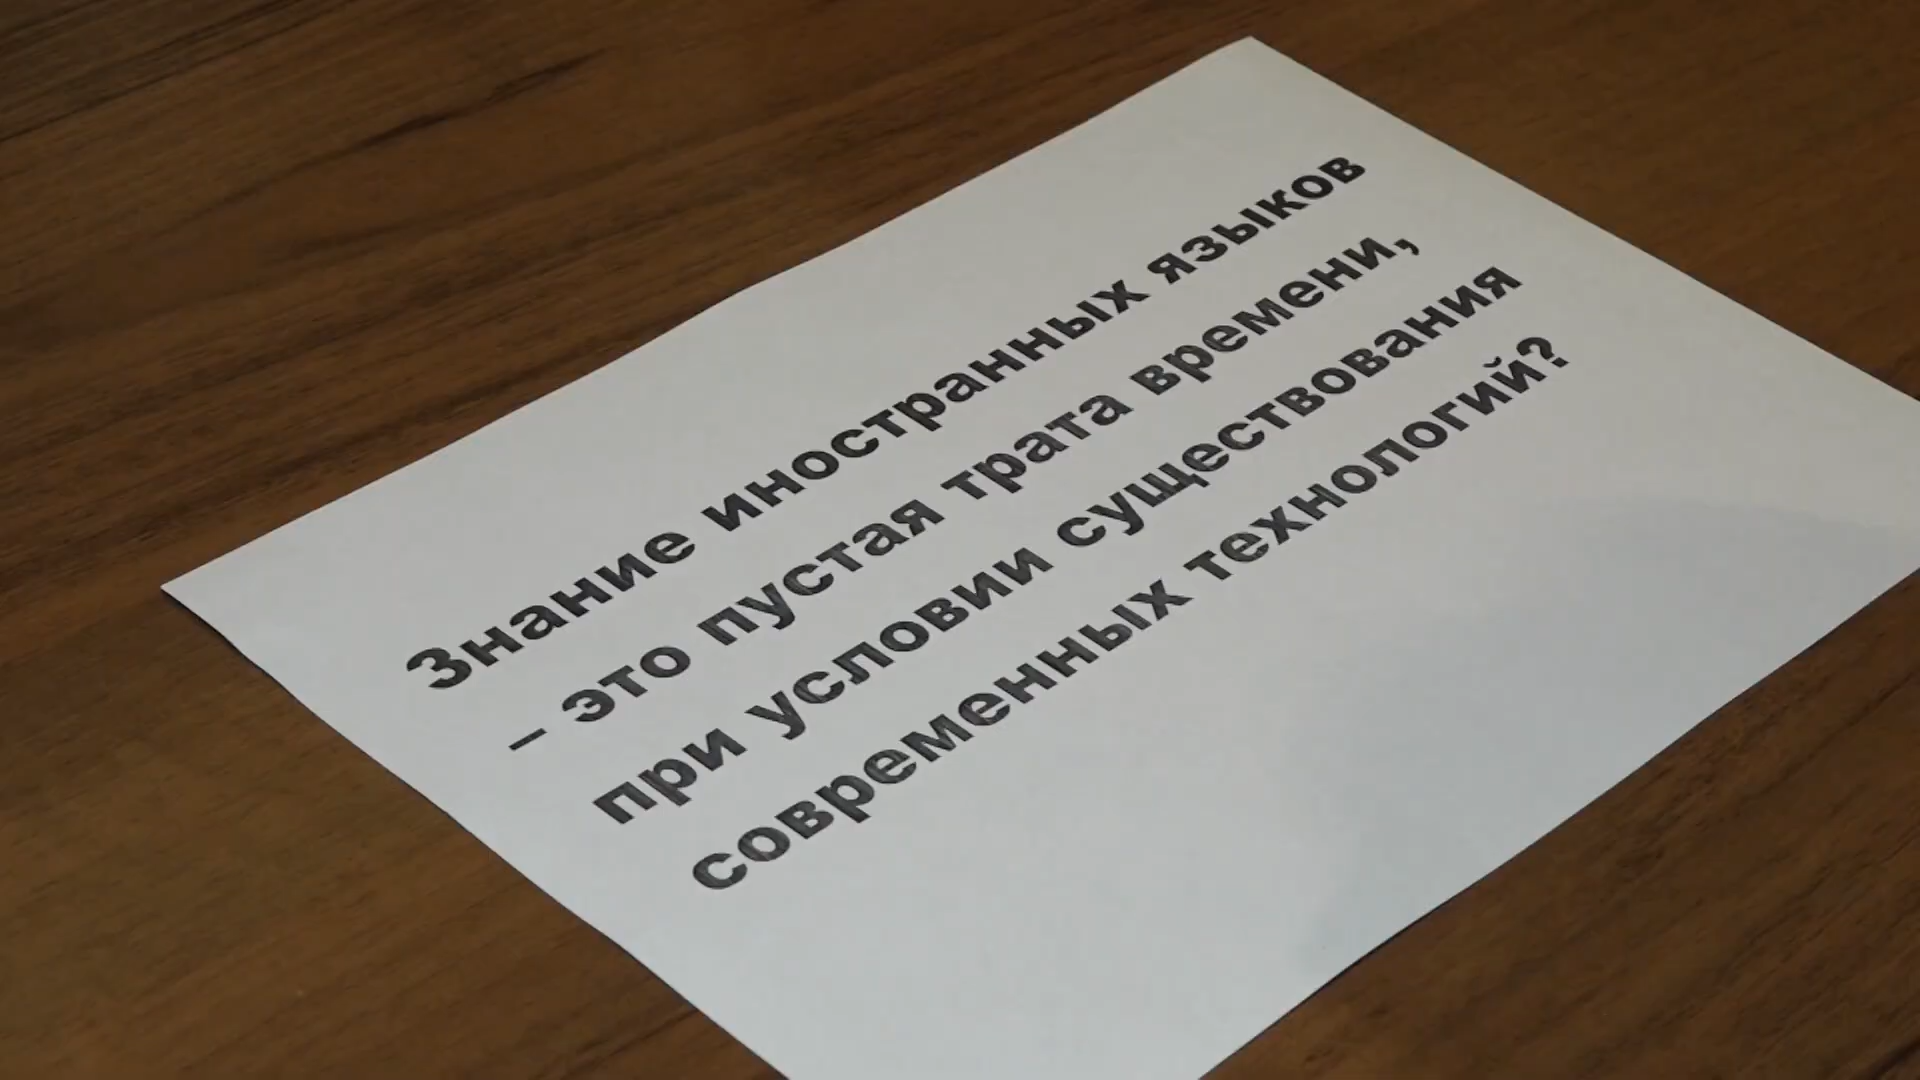 Знание иностранных языков
– это пустая трата времени,
при условии существования
современных технологий?